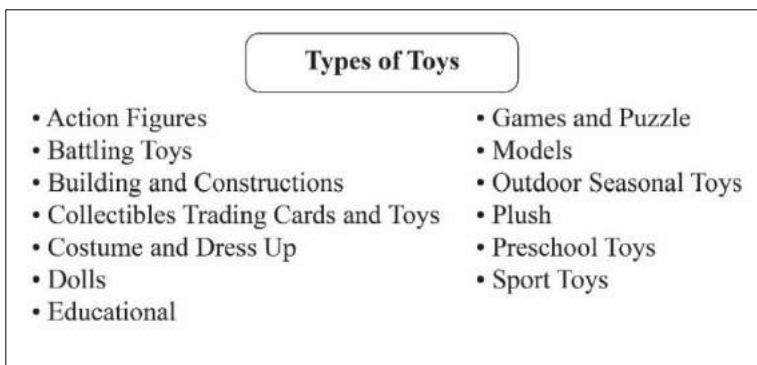 Types of Toys
• Action Figures
• Battling Toys
• Building and Constructions
• Collectibles Trading Cards and Toys
• Costume and Dress Up
• Dolls
• Educational
• Games and Puzzle
• Models
• Outdoor Seasonal Toys
• Plush
• Preschool Toys
• Sport Toys